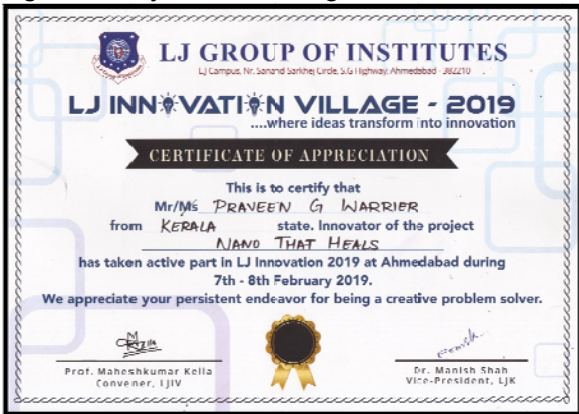 LJ GROUP OF INSTITUTES
LJ Campus, Nr. Sanand Sarkhej Circle, S.G Highway, Ahmedabad - 382210
LJ INNOVATION VILLAGE - 2019
....where ideas transform into innovation
CERTIFICATE OF APPRECIATION
This is to certify that
Mr/Ms PRAVEEN G WARRIER
from KERALA state. Innovator of the project
NANO THAT HEALS
has taken active part in LJ Innovation 2019 at Ahmedabad during
7th - 8th February 2019.
We appreciate your persistent endeavor for being a creative problem solver.
Prof. Maheshkumar Kella
Convener, LJIV
Dr. Manish Shah
Vice-President, LJK